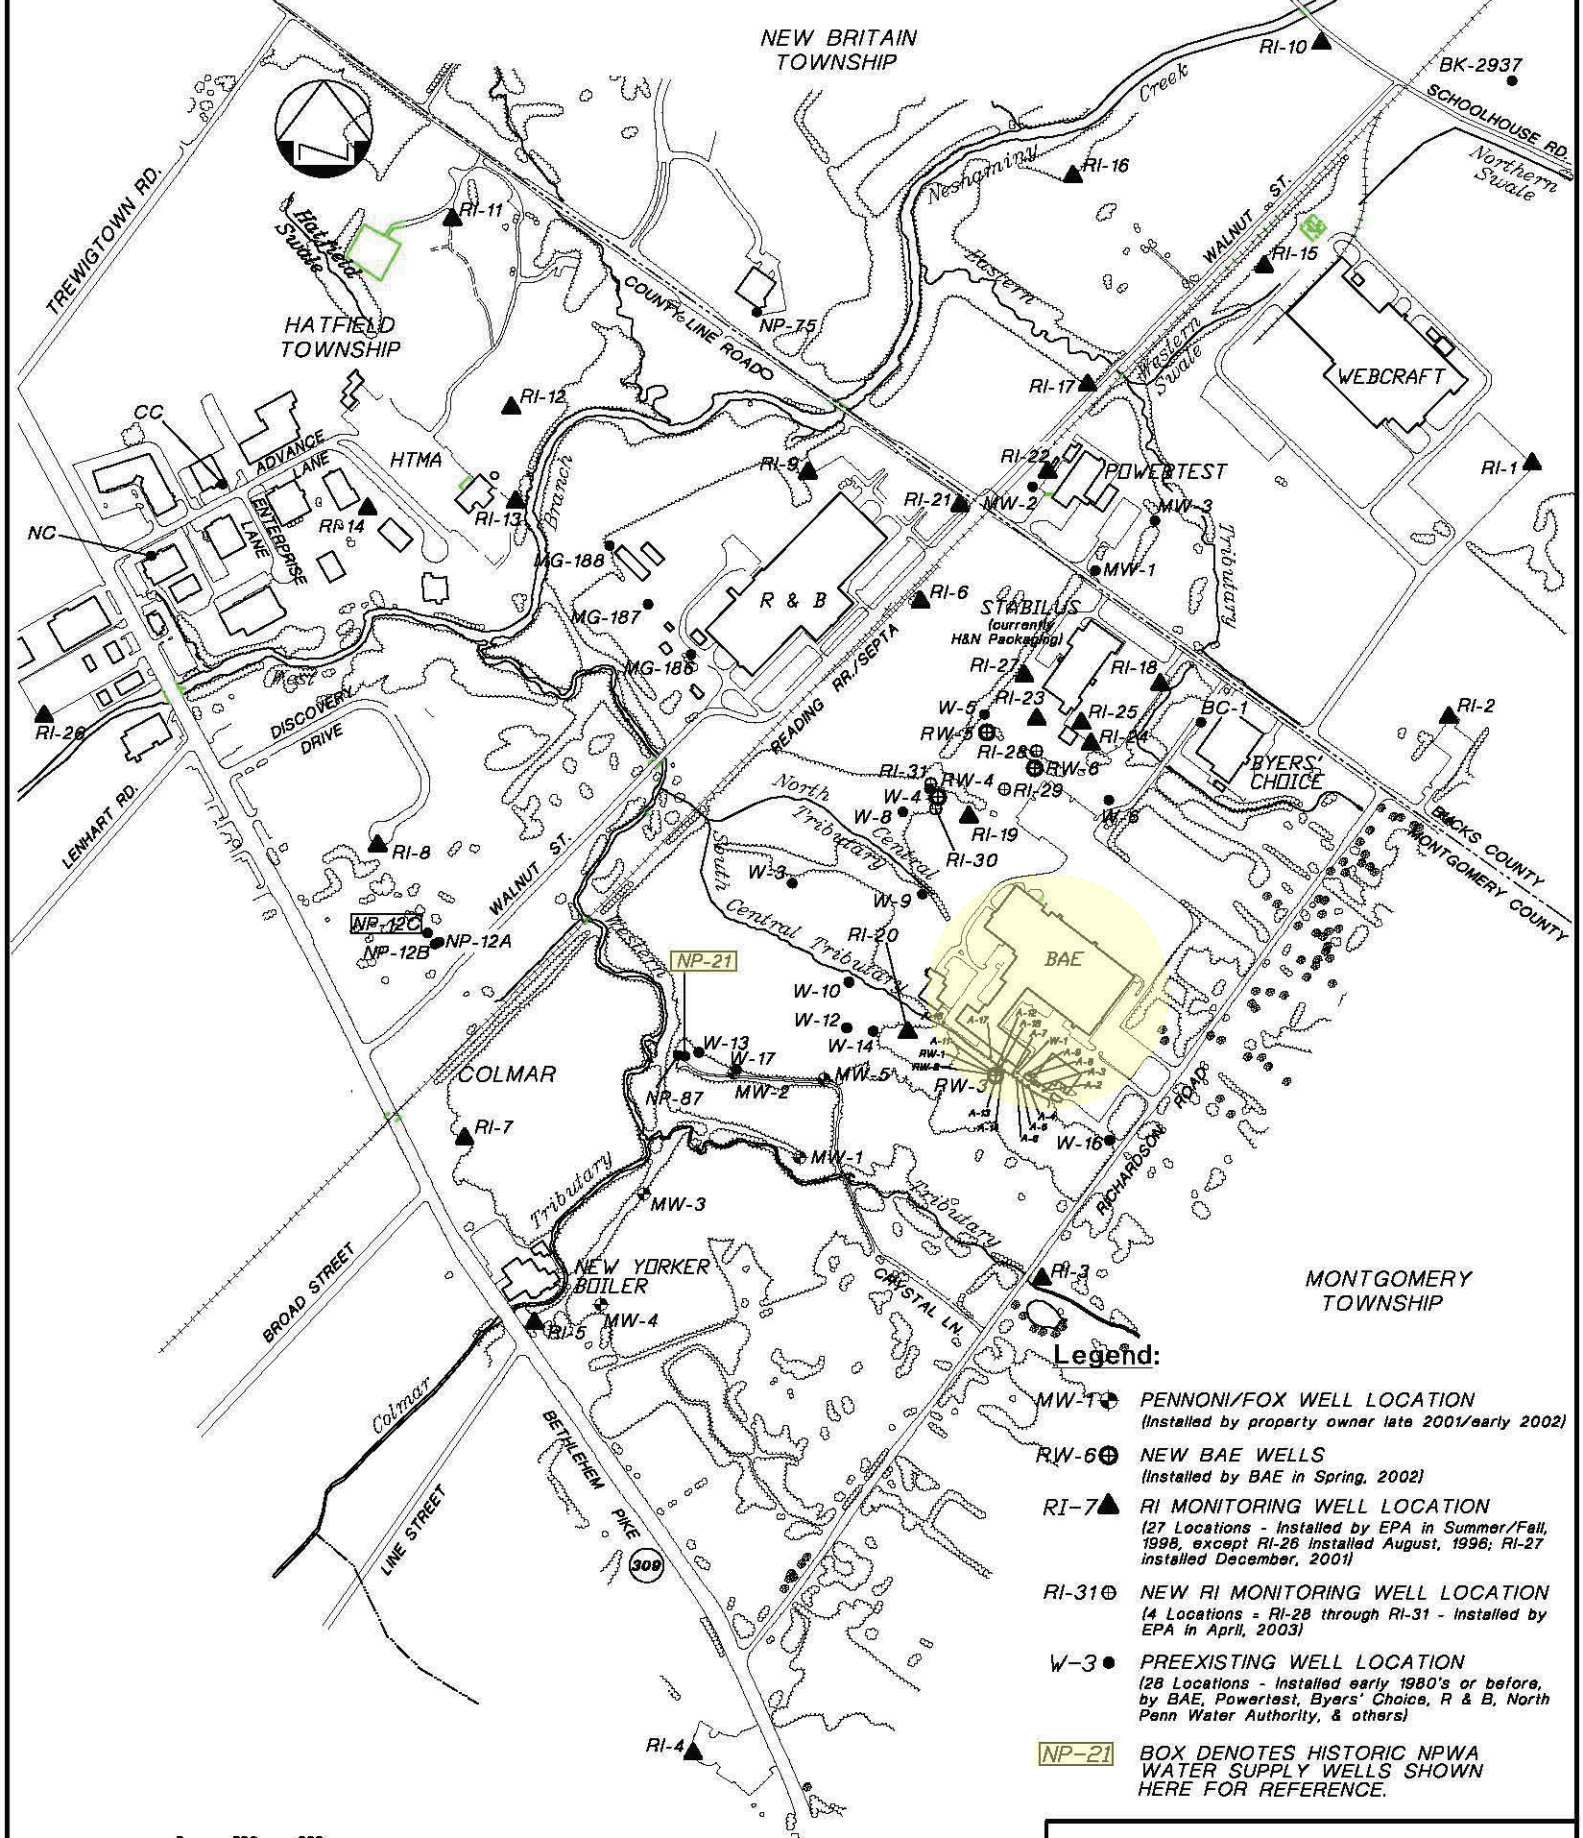 NEW BRITAIN
TOWNSHIP
RI-10
BK-2937
SCHOOLHOUSE RD.
Northern
Swale
Creek
Neshaminy
RI-16
TREWIGTOWN RD.
Hatfield
Swale
RI-11
WALNUT ST.
RI-15
Eastern
COUNTY LINE ROAD
NP-75
HATFIELD
TOWNSHIP
Western
Swale
WEBCRAFT
RI-17
RI-12
CC
ADVANCE
LANE
HTMA
RI-9
RI-22
POWERTEST
RI-1
RI-14
RI-13
Branch
RI-21
MW-2
MW-3
NC
ENTERPRISE
LANE
MG-188
MW-1
Tributary
R & B
RI-6
STABILUS
(currently
H&N Packaging)
MG-187
MG-186
RI-27
RI-18
West
RI-23
DISCOVERY
DRIVE
READING RR./SEPTA
W-5
RI-25
BC-1
RI-2
RI-26
RW-5
RI-24
RI-28
RW-6
BYERS'
CHOICE
RI-31
RW-4
RI-29
North
Central
Tributary
W-4
W-8
RI-19
W-6
BUCKS COUNTY
MONTGOMERY COUNTY
LENHART RD.
RI-8
RI-30
WALNUT ST.
South
Central Tributary
W-3
W-9
NP-12C
NP-12A
NP-12B
Western
RI-20
BAE
NP-21
W-10
W-12
W-14
A-17
A-12
A-7
W-1
A-11
RW-1
A-3
A-2
RW-3
W-13
W-17
COLMAR
MW-2
MW-5
NP-87
A-13
A-4
W-16
ROAD
RICHARDSON
RI-7
MW-1
Tributary
Tributary
MW-3
NEW YORKER
BOILER
RI-3
CRYSTAL LN.
MONTGOMERY
TOWNSHIP
BROAD STREET
MW-4
RI-5
Colmar
BETHLEHEM PIKE
309
LINE STREET
RI-4
Legend:
MW-1 PENNONI/FOX WELL LOCATION
(Installed by property owner late 2001/early 2002)
RW-6 NEW BAE WELLS
(Installed by BAE in Spring, 2002)
RI-7 RI MONITORING WELL LOCATION
(27 Locations - Installed by EPA in Summer/Fall,
1998, except RI-26 installed August, 1996; RI-27
installed December, 2001)
RI-31 NEW RI MONITORING WELL LOCATION
(4 Locations = RI-28 through RI-31 - Installed by
EPA in April, 2003)
W-3 PREEXISTING WELL LOCATION
(28 Locations - Installed early 1980's or before,
by BAE, Powertest, Byers' Choice, R & B, North
Penn Water Authority, & others)
NP-21 BOX DENOTES HISTORIC NPWA
WATER SUPPLY WELLS SHOWN
HERE FOR REFERENCE.